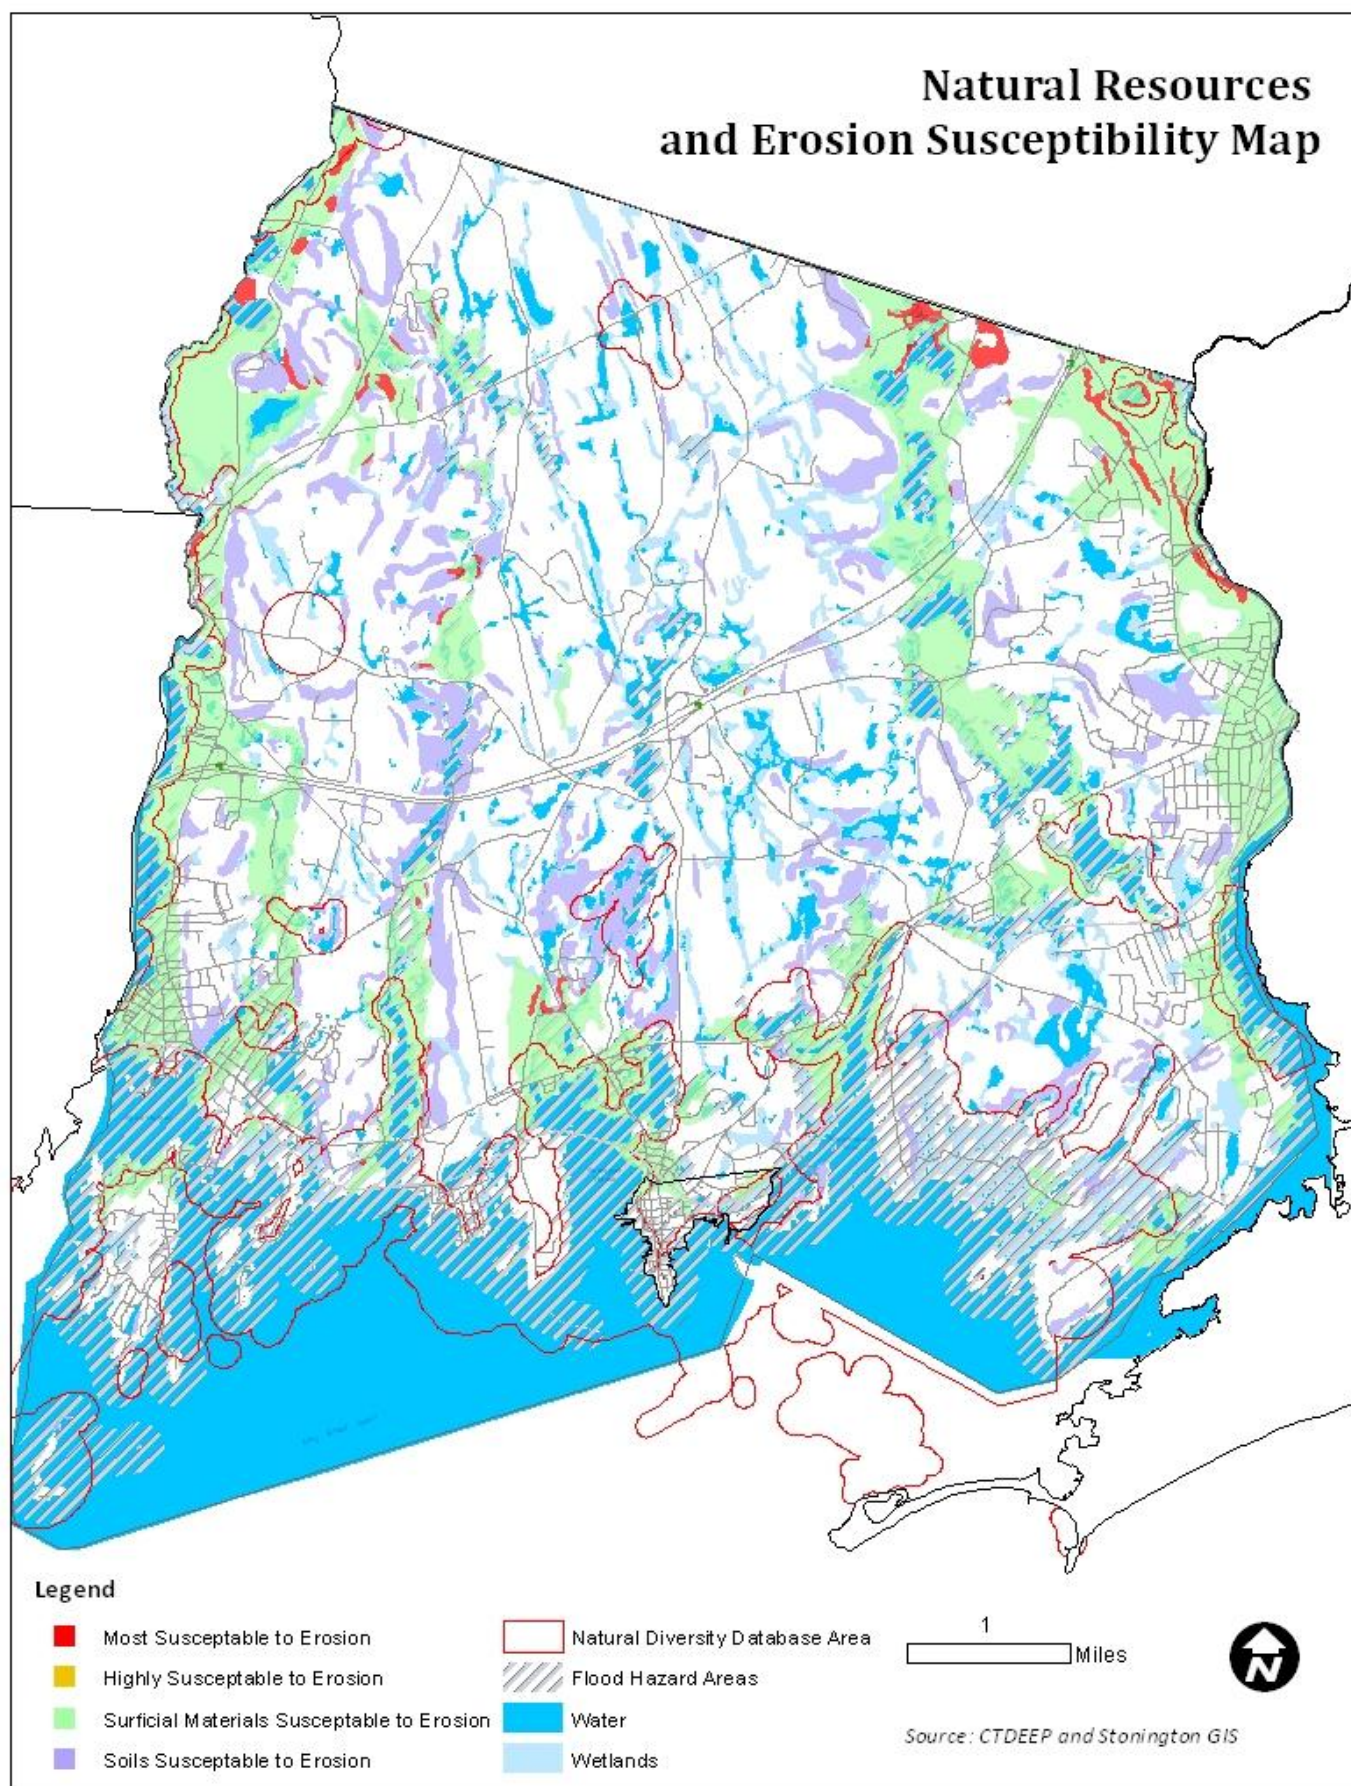 Natural Resources
and Erosion Susceptibility Map
Legend
Most Susceptable to Erosion
Highly Susceptable to Erosion
Surficial Materials Susceptable to Erosion
Soils Susceptable to Erosion
Natural Diversity Database Area
Flood Hazard Areas
Water
Wetlands
1
Miles
N
Source: CTDEEP and Stonington GIS